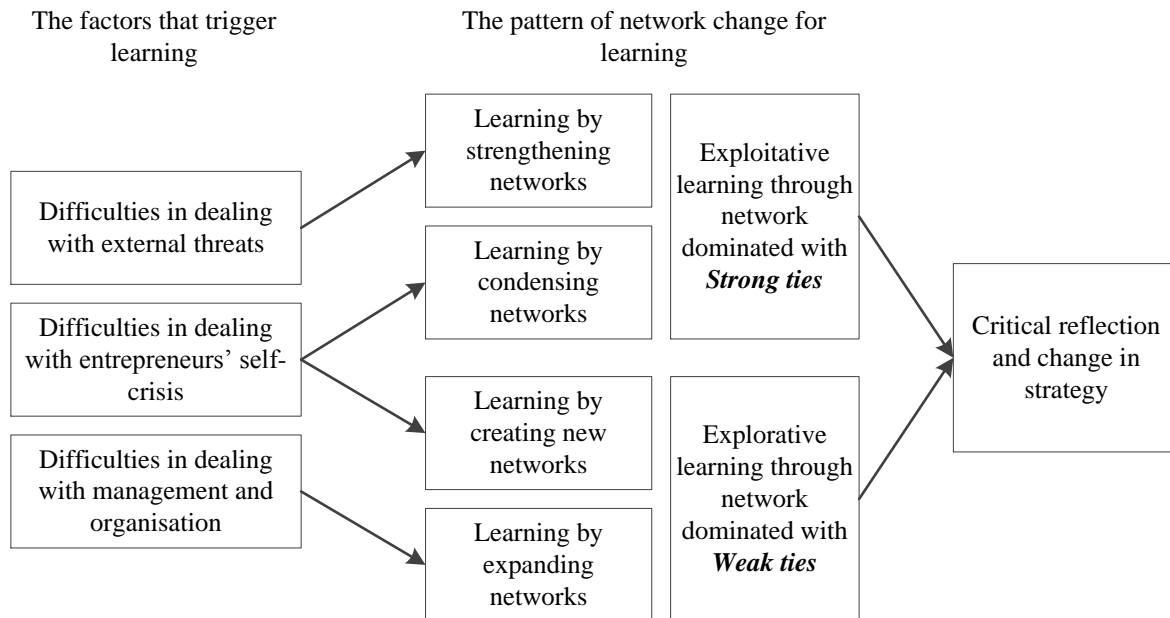 The factors that trigger
learning
The pattern of network change for
learning
Difficulties in dealing
with external threats
Difficulties in dealing
with entrepreneurs’ self-
crisis
Difficulties in dealing
with management and
organisation
Learning by
strengthening
networks
Learning by
condensing
networks
Learning by
creating new
networks
Learning by
expanding
networks
Exploitative
learning through
network
dominated with
Strong ties
Explorative
learning through
network
dominated with
Weak ties
Critical reflection
and change in
strategy